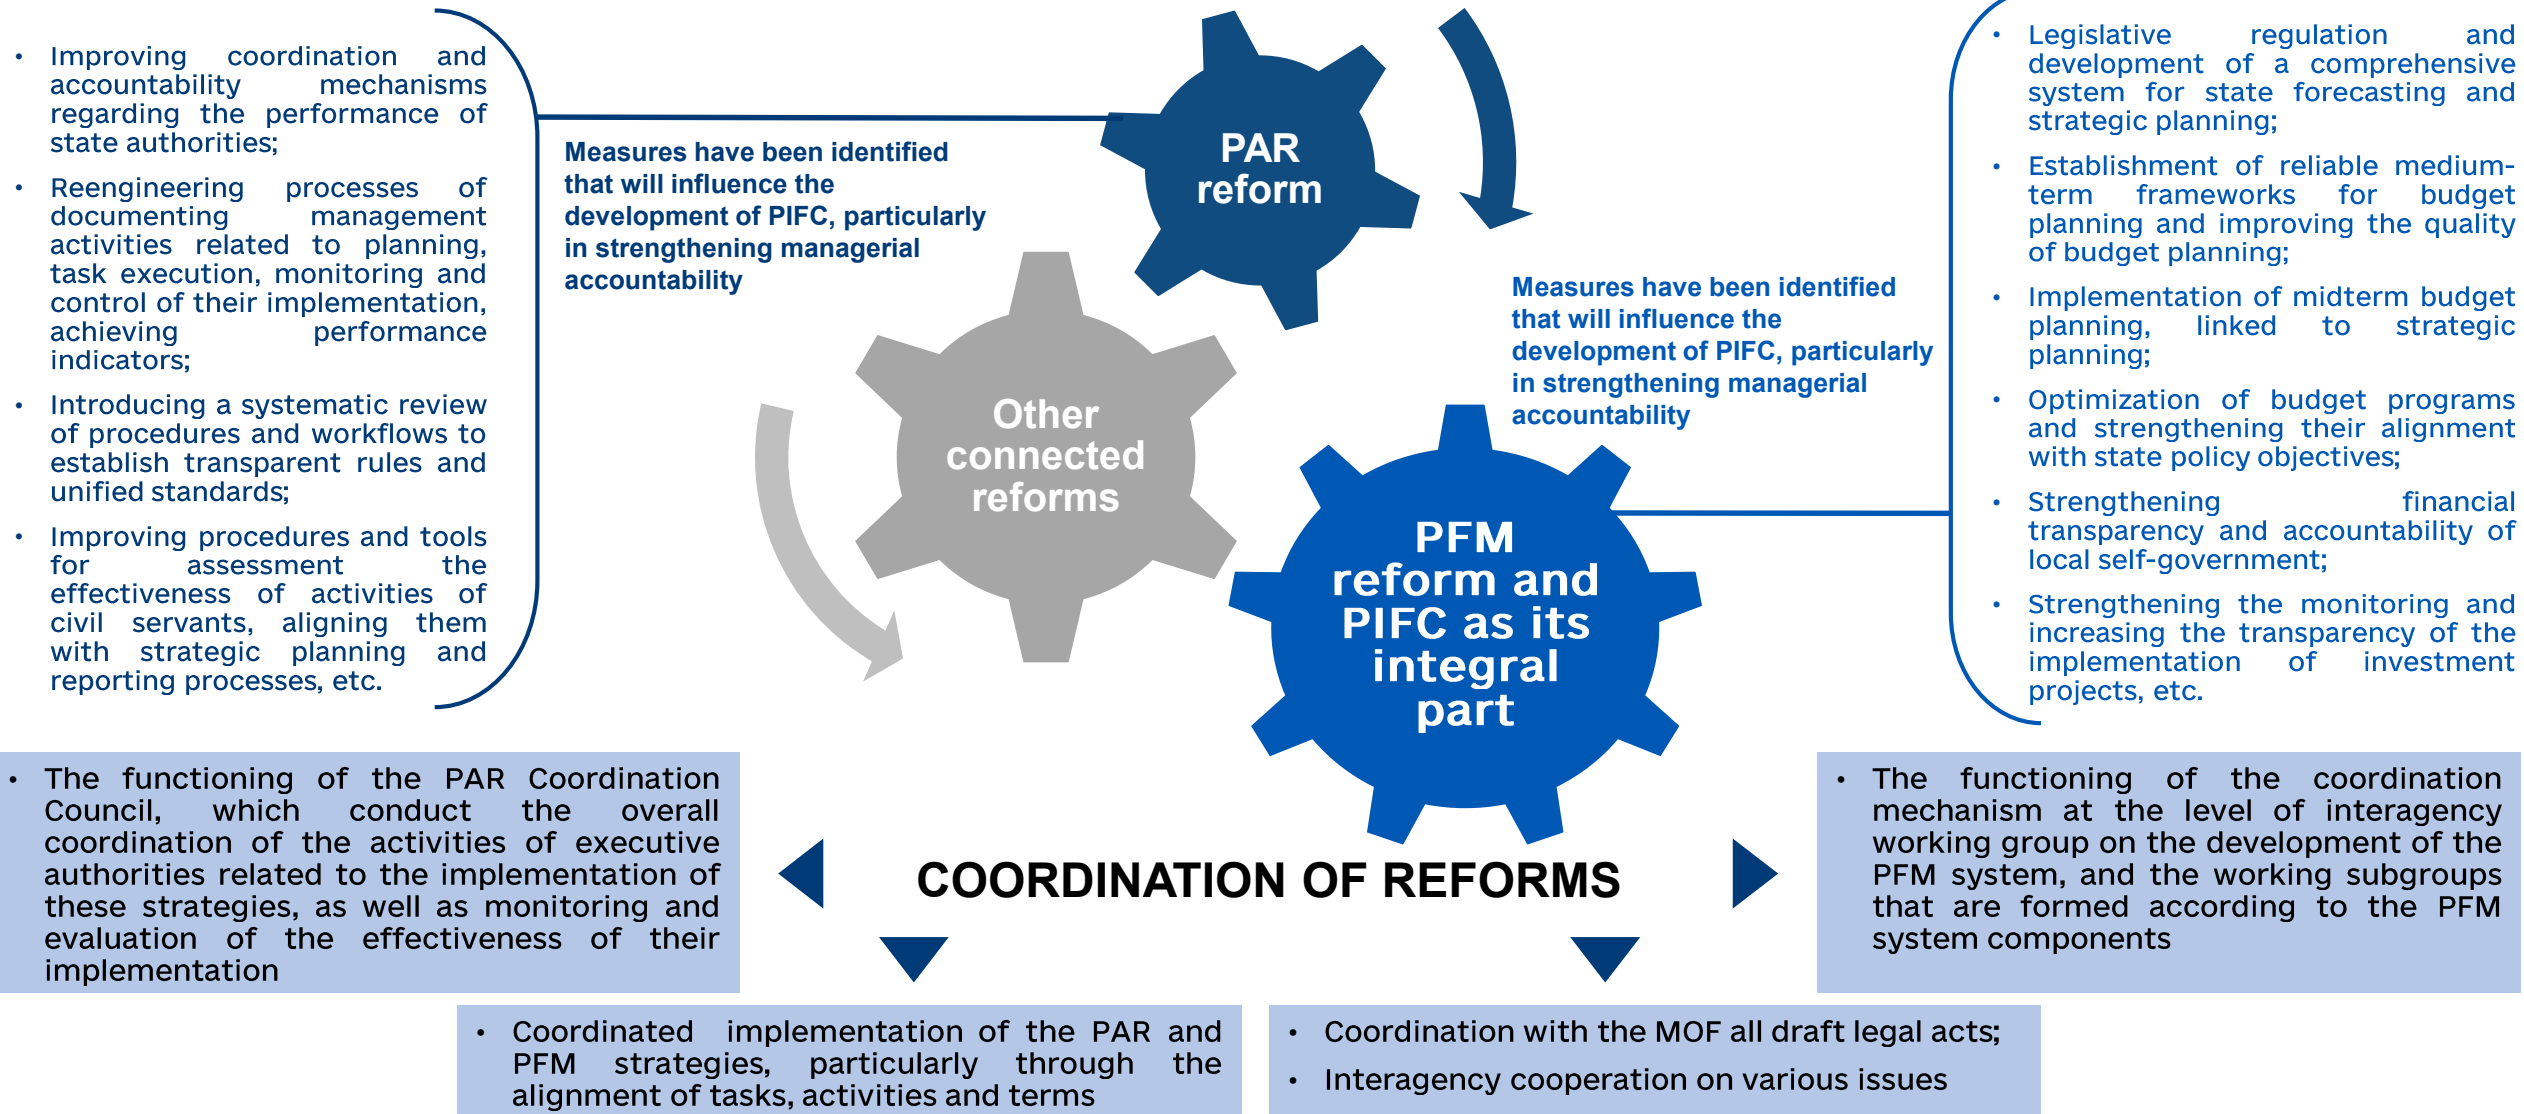 • Improving coordination and
accountability mechanisms
regarding the performance of
state authorities;
• Reengineering processes of
documenting management
activities related to planning,
task execution, monitoring and
control of their implementation,
achieving performance
indicators;
• Introducing a systematic review
of procedures and workflows to
establish transparent rules and
unified standards;
• Improving procedures and tools
for assessment the
effectiveness of activities of
civil servants, aligning them
with strategic planning and
reporting processes, etc.
Measures have been identified
that will influence the
development of PIFC, particularly
in strengthening managerial
accountability
PAR
reform
Other
connected
reforms
Measures have been identified
that will influence the
development of PIFC, particularly
in strengthening managerial
accountability
PFM
reform and
PIFC as its
integral
part
• Legislative regulation and
development of a comprehensive
system for state forecasting and
strategic planning;
• Establishment of reliable medium-
term frameworks for budget
planning and improving the quality
of budget planning;
• Implementation of midterm budget
planning, linked to strategic
planning;
• Optimization of budget programs
and strengthening their alignment
with state policy objectives;
• Strengthening financial
transparency and accountability of
local self-government;
• Strengthening the monitoring and
increasing the transparency of the
implementation of investment
projects, etc.
COORDINATION OF REFORMS
• The functioning of the PAR Coordination
Council, which conduct the overall
coordination of the activities of executive
authorities related to the implementation of
these strategies, as well as monitoring and
evaluation of the effectiveness of their
implementation
• Coordinated implementation of the PAR and
PFM strategies, particularly through the
alignment of tasks, activities and terms
• Coordination with the MOF all draft legal acts;
• Interagency cooperation on various issues
• The functioning of the coordination
mechanism at the level of interagency
working group on the development of the
PFM system, and the working subgroups
that are formed according to the PFM
system components